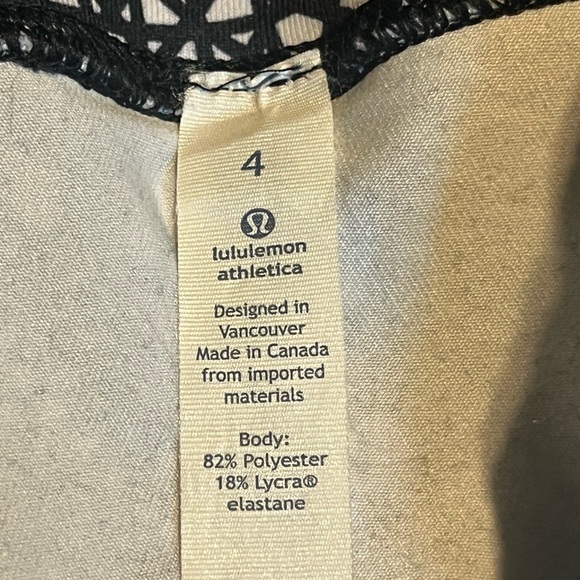 4
lululemon
athletica
Designed in
Vancouver
Made in Canada
from imported
materials
Body:
82% Polyester
18% Lycra®
elastane